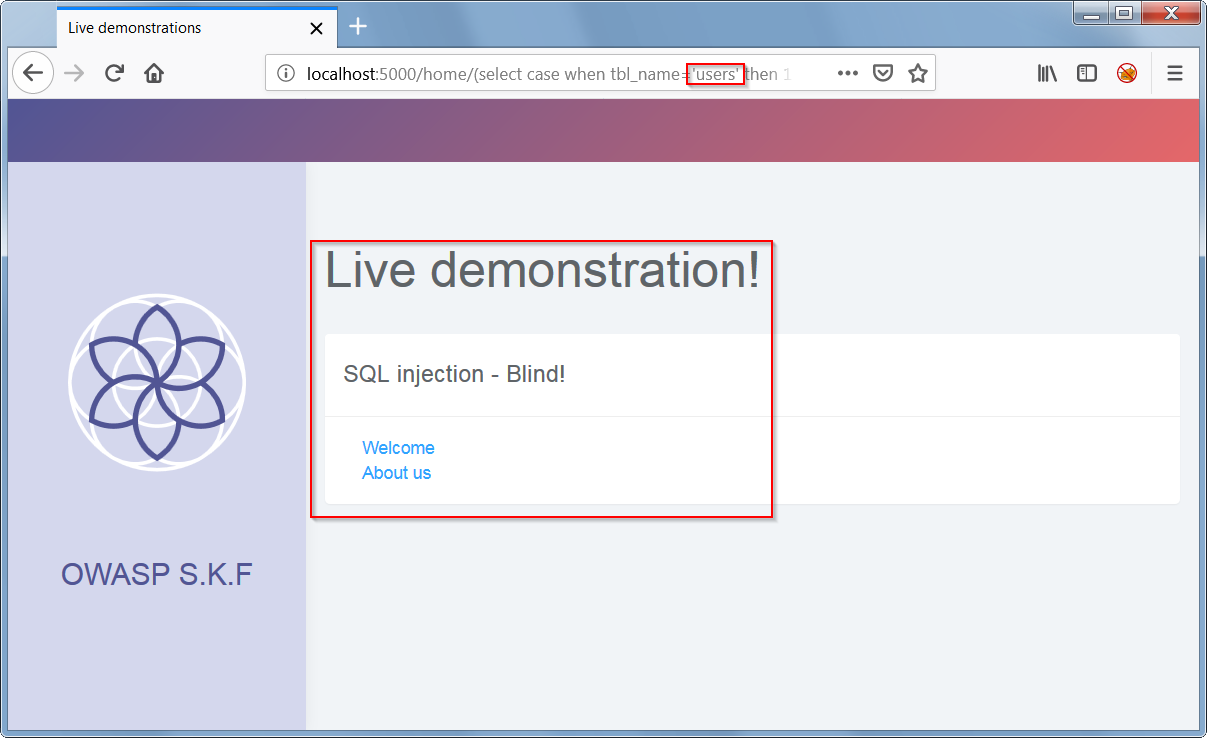 Live demonstrations
localhost:5000/home/(select case when tbl_name='users' then 1
Live demonstration!
SQL injection - Blind!
Welcome
About us
OWASP S.K.F